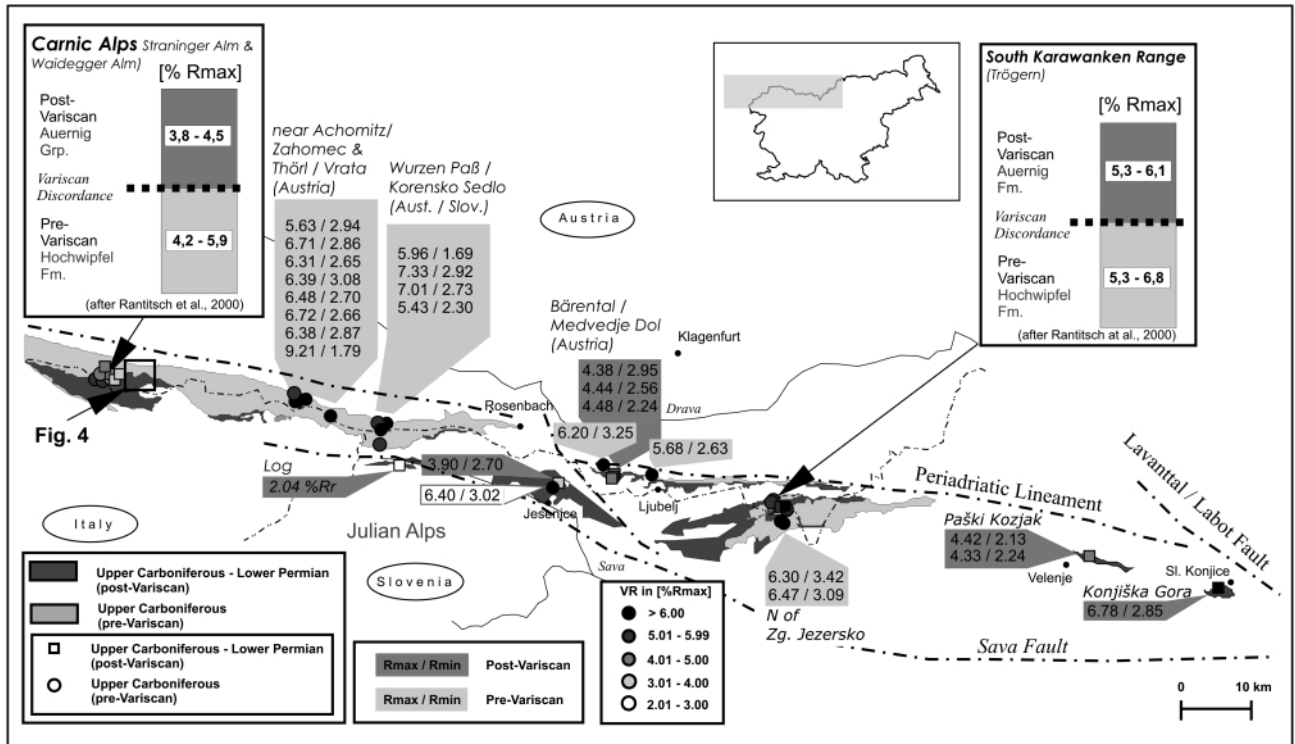 Carnic Alps Straninger Alm &
Waidegger Alm)
[% Rmax]
Post-
Variscan
Auernig
Grp.
3,8 - 4,5
Variscan
Discordance
Pre-
Variscan
Hochwipfel
Fm.
4,2 - 5,9
(after Rantitsch et al., 2000)
near Achomitz/
Zahomec &
Thörl / Vrata
(Austria)
5.63 / 2.94
6.71 / 2.86
6.31 / 2.65
6.39 / 3.08
6.48 / 2.70
6.72 / 2.66
6.38 / 2.87
9.21 / 1.79
Wurzen Paß /
Korensko Sedlo
(Aust. / Slov.)
5.96 / 1.69
7.33 / 2.92
7.01 / 2.73
5.43 / 2.30
Austria
South Karawanken Range
(Trögern)
[% Rmax]
Post-
Variscan
Auernig
Fm.
5,3 - 6,1
Variscan
Discordance
Pre-
Variscan
Hochwipfel
Fm.
5,3 - 6,8
(after Rantitsch at al., 2000)
Bärental /
Medvedje Dol
(Austria)
4.38 / 2.95
4.44 / 2.56
4.48 / 2.24
Klagenfurt
Drava
6.20 / 3.25
5.68 / 2.63
Fig. 4
Rosenbach
Log
2.04 %Rr
3.90 / 2.70
6.40 / 3.02
Jesenjce
Ljubelj
Julian Alps
Italy
Slovenia
Sava
Periadriatic Lineament
Lavanttal / Labot Fault
Paški Kozjak
4.42 / 2.13
4.33 / 2.24
Velenje
Sl. Konjice
Konjiška Gora
6.78 / 2.85
6.30 / 3.42
6.47 / 3.09
N of
Zg. Jezersko
Sava Fault
Upper Carboniferous - Lower Permian
(post-Variscan)
Upper Carboniferous
(pre-Variscan)
Upper Carboniferous - Lower Permian
(post-Variscan)
Upper Carboniferous
(pre-Variscan)
Rmax / Rmin Post-Variscan
Rmax / Rmin Pre-Variscan
VR in [%Rmax]
> 6.00
5.01 - 5.99
4.01 - 5.00
3.01 - 4.00
2.01 - 3.00
0 10 km